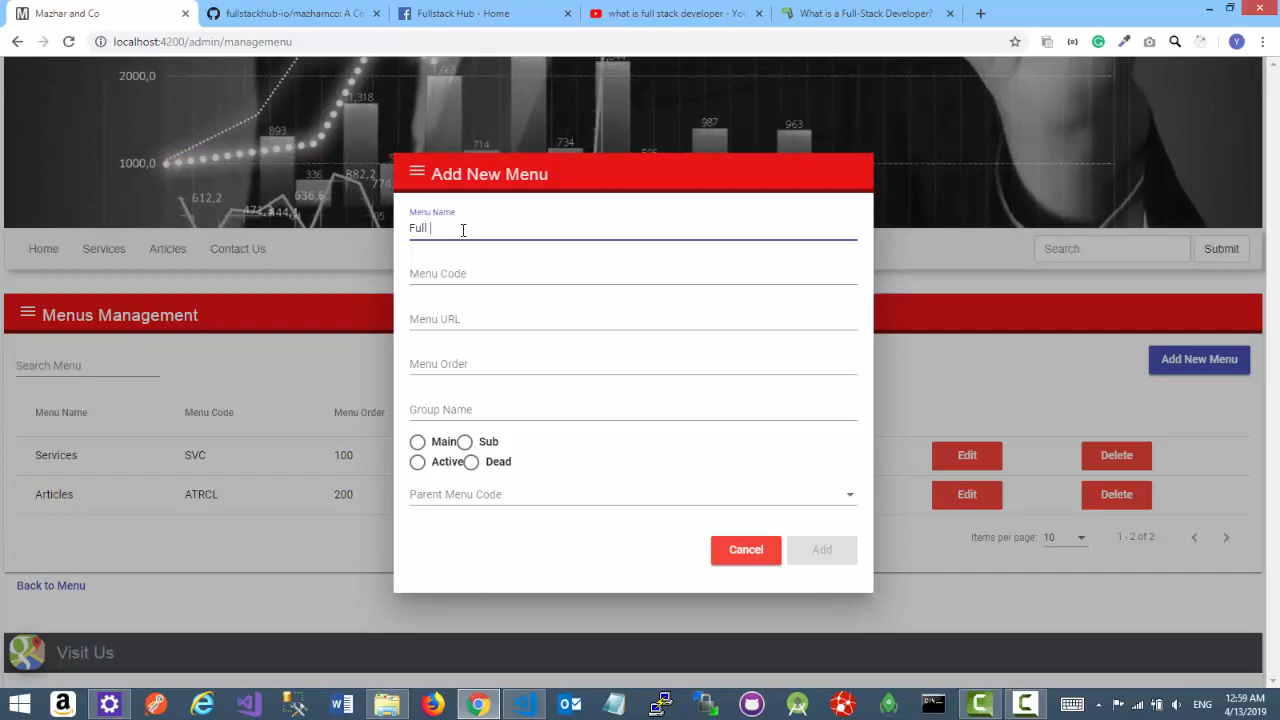 Mazhar and Co
fullstackhub-io/mazharnco: A Co
Fullstack Hub - Home
what is full stack developer - You
What is a Full-Stack Developer?
localhost:4200/admin/managemenu
2000,0
1,318
893
714
734
987
963
1000,0
336
882,2
774
612,2
636,6
Add New Menu
Menu Name
Full
Menu Code
Menu URL
Menu Order
Group Name
Main Sub
Active Dead
Parent Menu Code
Cancel Add
Home Services Articles Contact Us
Search Submit
Menus Management
Search Menu
Add New Menu
Menu Name Menu Code Menu Order
Services SVC 100 Edit Delete
Articles ATRCL 200 Edit Delete
Items per page: 10 1 - 2 of 2
Back to Menu
Visit Us
ENG
12:59 AM
4/13/2019